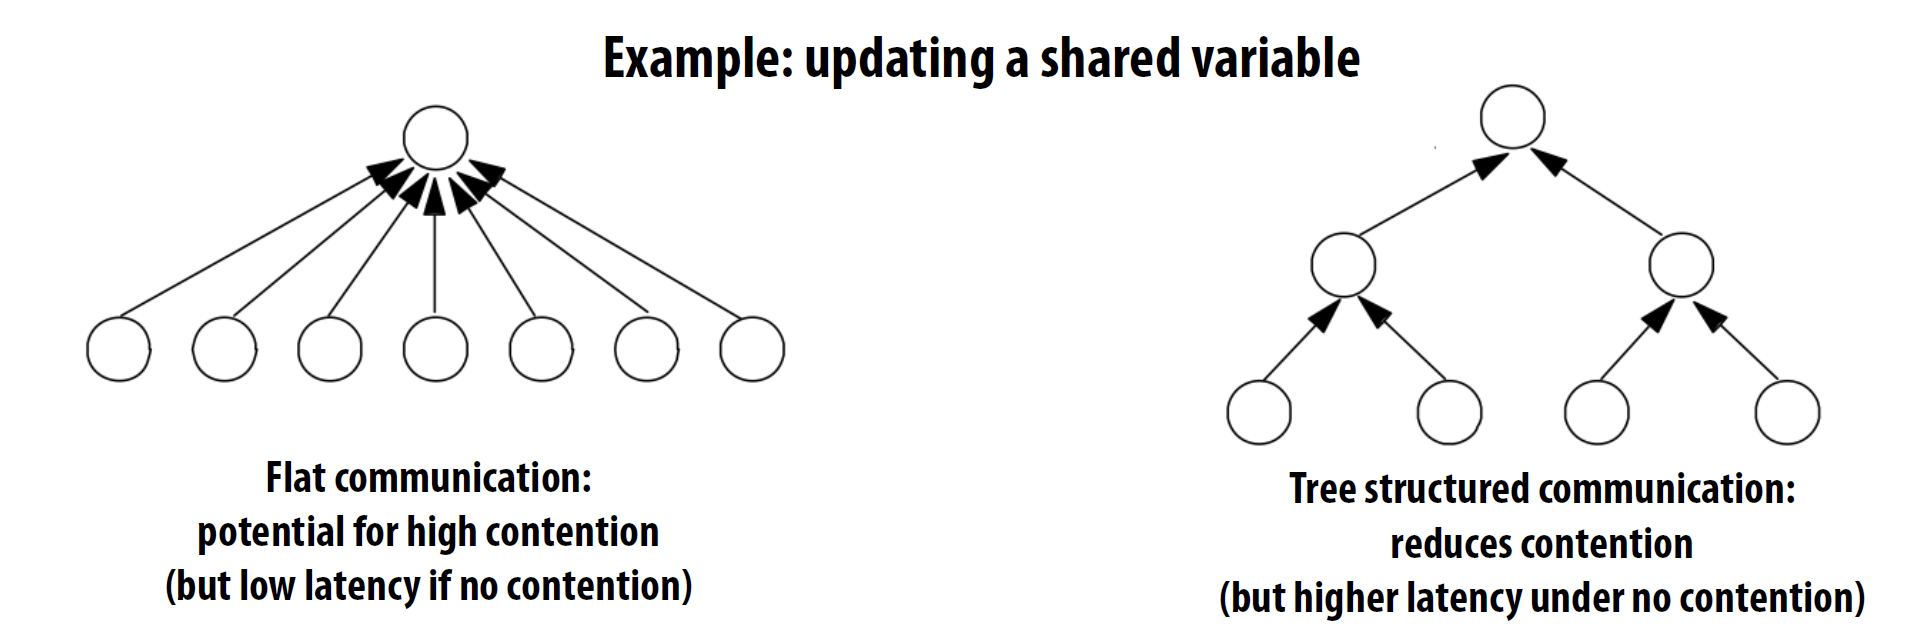 Example: updating a shared variable
Flat communication:
potential for high contention
(but low latency if no contention)
Tree structured communication:
reduces contention
(but higher latency under no contention)